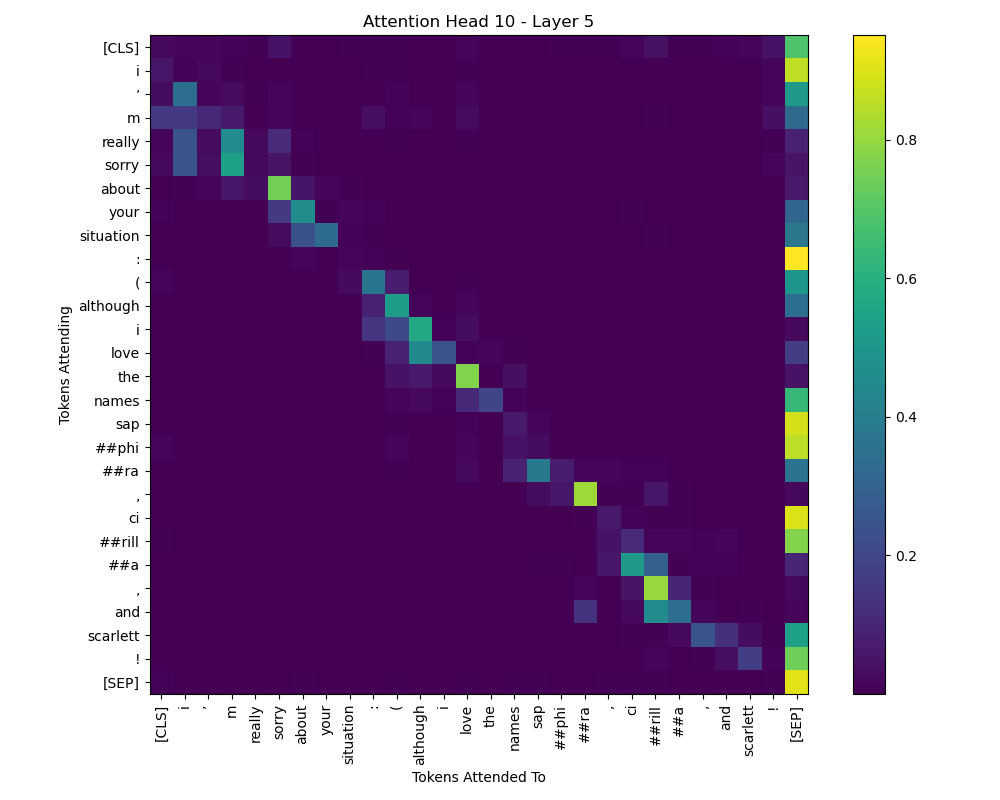 Attention Head 10 - Layer 5
Tokens Attending
[CLS]
i
’
m
really
sorry
about
your
situation
:
(
although
i
love
the
names
sap
##phi
##ra
,
ci
##rill
##a
,
and
scarlett
!
[SEP]
[CLS]
i
’
m
really
sorry
about
your
situation
:
(
although
i
love
the
names
sap
##phi
##ra
,
ci
##rill
##a
,
and
scarlett
!
[SEP]
Tokens Attended To
0.8
0.6
0.4
0.2